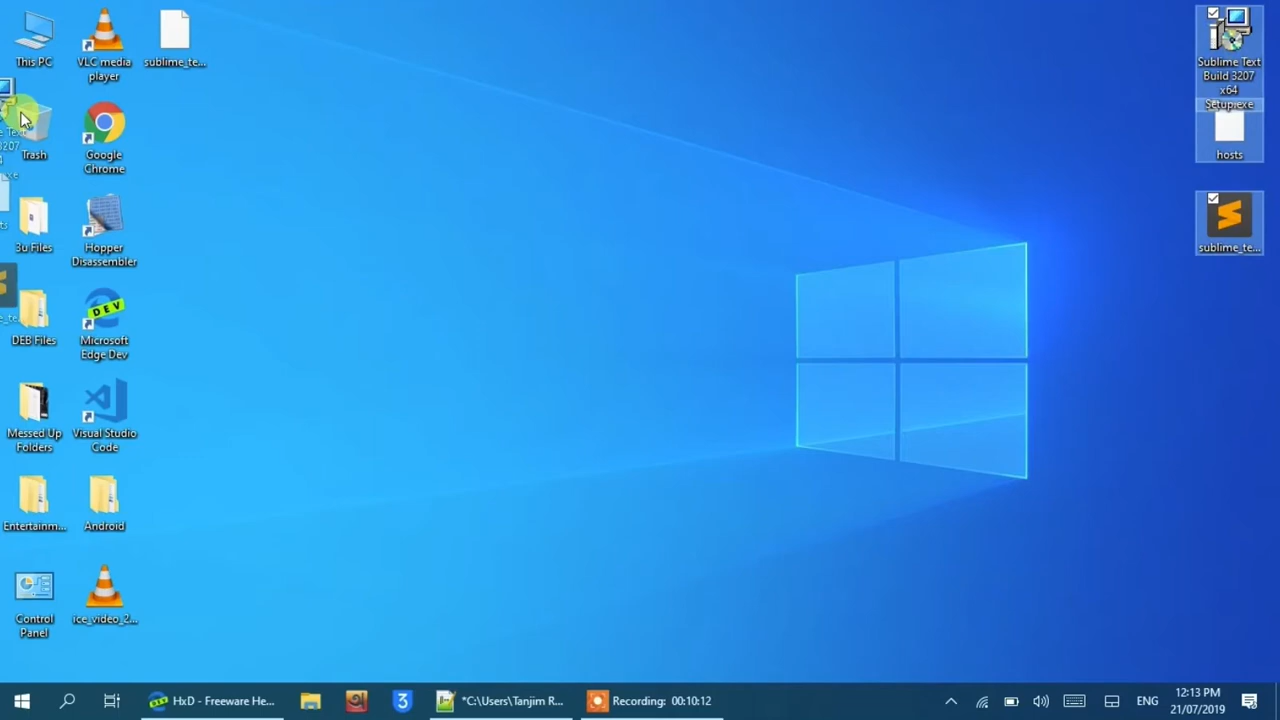 This PC
VLC media
player
sublime_te...
Trash
Google
Chrome
3u Files
Hopper
Disassembler
DEV
DEB Files
Microsoft
Edge Dev
Messed Up
Folders
Visual Studio
Code
Entertainm...
Android
Control
Panel
ice_video_2...
Sublime Text
Build 3207
x64
Setup.exe
hosts
sublime_te...
HxD - Freeware He...
3
*C:\Users\Tanjim R...
Recording: 00:10:12
ENG
12:13 PM
21/07/2019